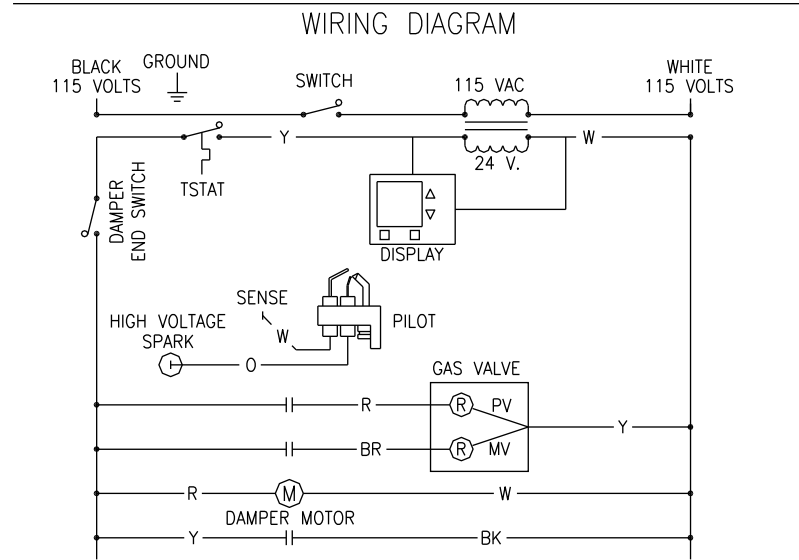 WIRING DIAGRAM
BLACK
115 VOLTS
GROUND
SWITCH
115 VAC
WHITE
115 VOLTS
Y
W
24 V.
TSTAT
DAMPER
END SWITCH
DISPLAY
SENSE
W
PILOT
HIGH VOLTAGE
SPARK
O
GAS VALVE
R
R
PV
Y
BR
R
MV
R
M
W
DAMPER MOTOR
Y
BK